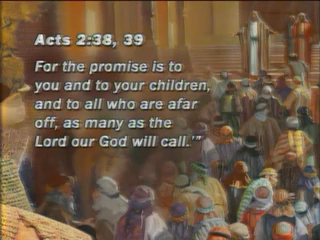 Acts 2:38, 39
For the promise is to
you and to your children,
and to all who are afar
off, as many as the
Lord our God will call.'"